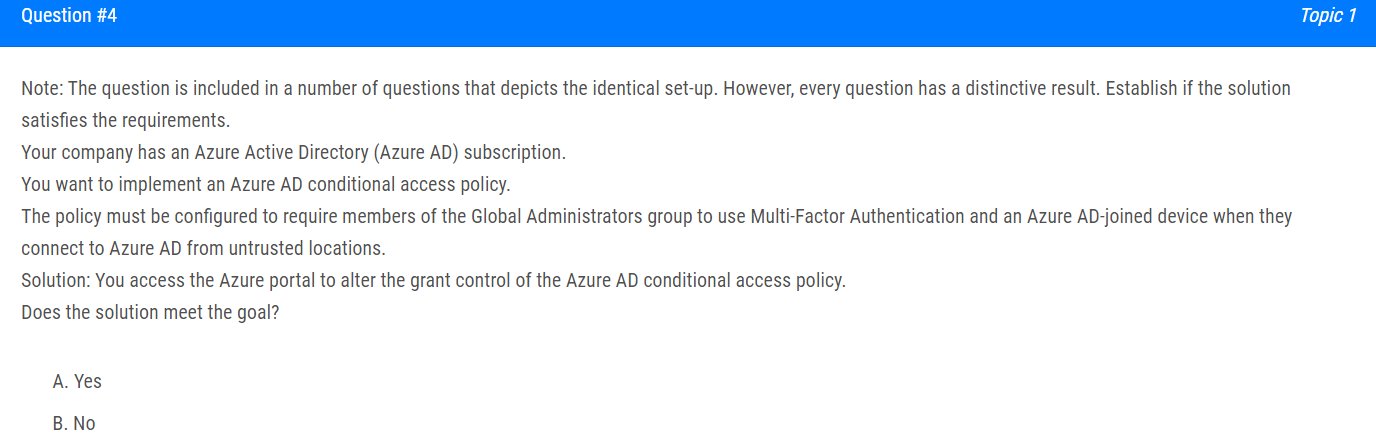 Question #4
Topic 1
Note: The question is included in a number of questions that depicts the identical set-up. However, every question has a distinctive result. Establish if the solution
satisfies the requirements.
Your company has an Azure Active Directory (Azure AD) subscription.
You want to implement an Azure AD conditional access policy.
The policy must be configured to require members of the Global Administrators group to use Multi-Factor Authentication and an Azure AD-joined device when they
connect to Azure AD from untrusted locations.
Solution: You access the Azure portal to alter the grant control of the Azure AD conditional access policy.
Does the solution meet the goal?
A. Yes
B. No